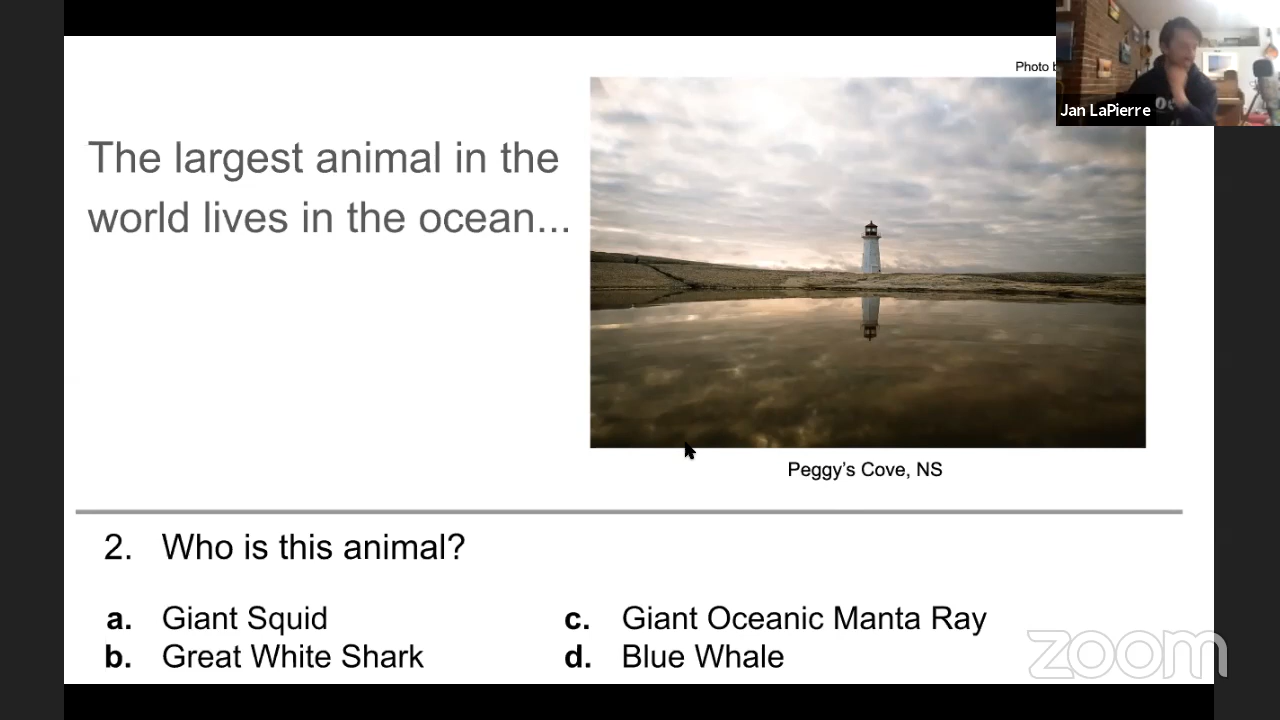 Photo
Jan LaPierre
The largest animal in the
world lives in the ocean...
Peggy's Cove, NS
2. Who is this animal?
a. Giant Squid
b. Great White Shark
c. Giant Oceanic Manta Ray
d. Blue Whale
zoom